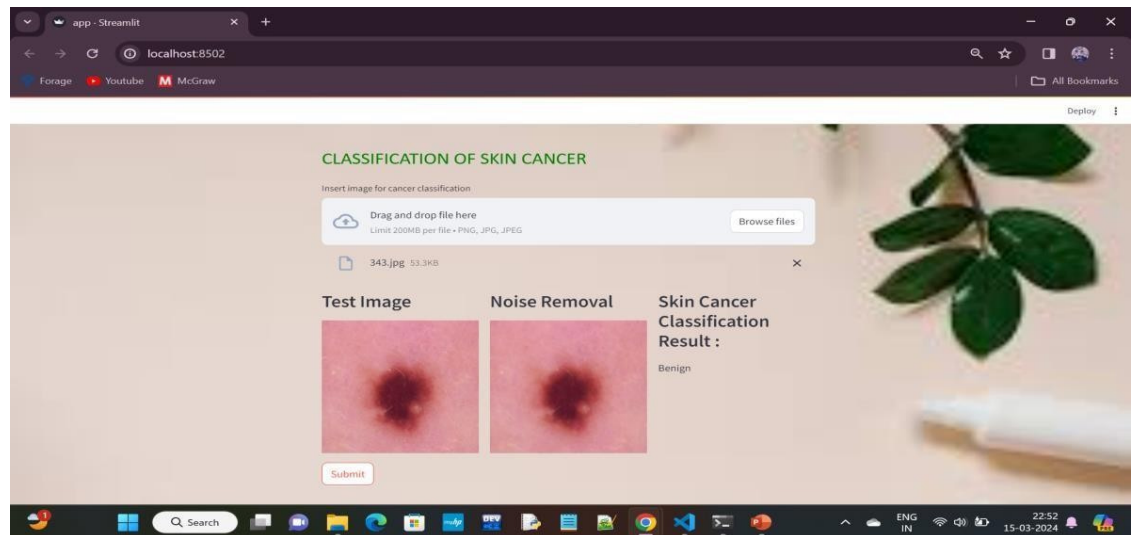 app - Streamlit
localhost:8502
Forage Youtube M McGraw All Bookmarks
Deploy
CLASSIFICATION OF SKIN CANCER
Insert image for cancer classification
Drag and drop file here
Limit 200MB per file • PNG, JPG, JPEG
Browse files
343.jpg 53.3KB
Test Image
Noise Removal
Skin Cancer
Classification
Result :
Benign
Submit
Search
ENG
IN
22:52
15-03-2024